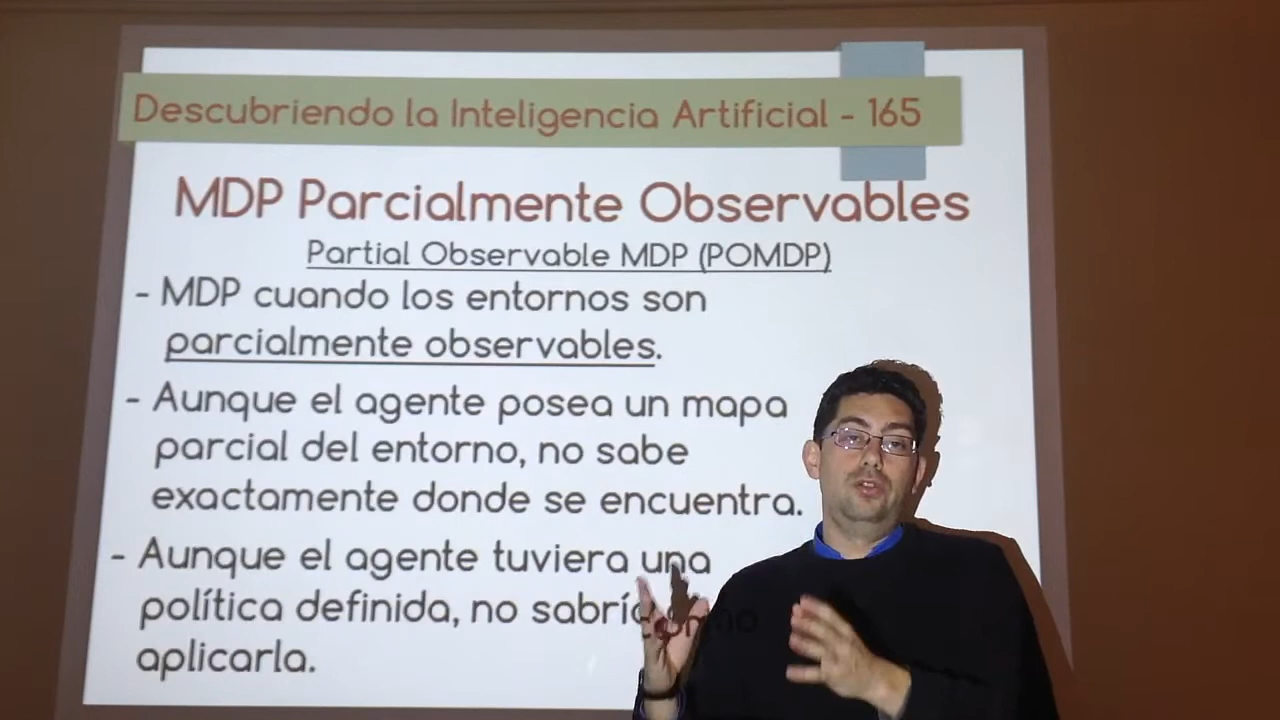 Descubriendo la Inteligencia Artificial - 165
MDP Parcialmente Observables
Partial Observable MDP (POMDP)
- MDP cuando los entornos son
parcialmente observables.
- Aunque el agente posea un mapa
parcial del entorno, no sabe
exactamente donde se encuentra.
- Aunque el agente tuviera una
política definida, no sabría como
aplicarla.